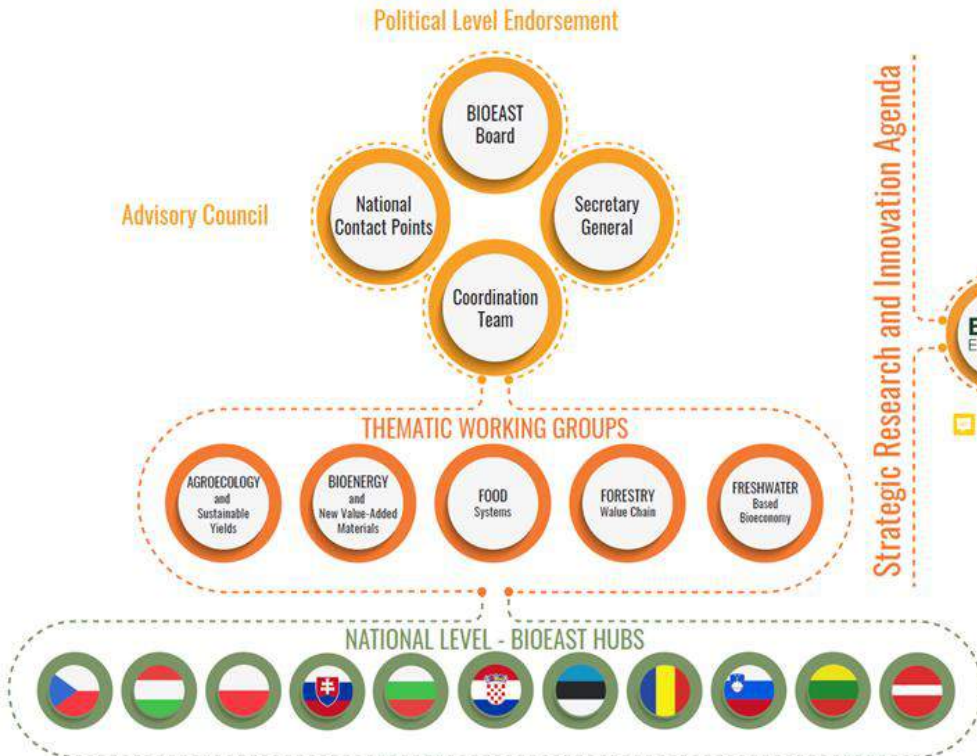 Political Level Endorsement
BIOEAST
Board
Advisory Council
National
Contact Points
Secretary
General
Coordination
Team
Strategic Research and Innovation Agenda
THEMATIC WORKING GROUPS
AGROECOLOGY
and
Sustainable
Yields
BIOENERGY
and
New Value-Added
Materials
FOOD
Systems
FORESTRY
Walue Chain
FRESHWATER
Based
Bioeconomy
NATIONAL LEVEL - BIOEAST HUBS